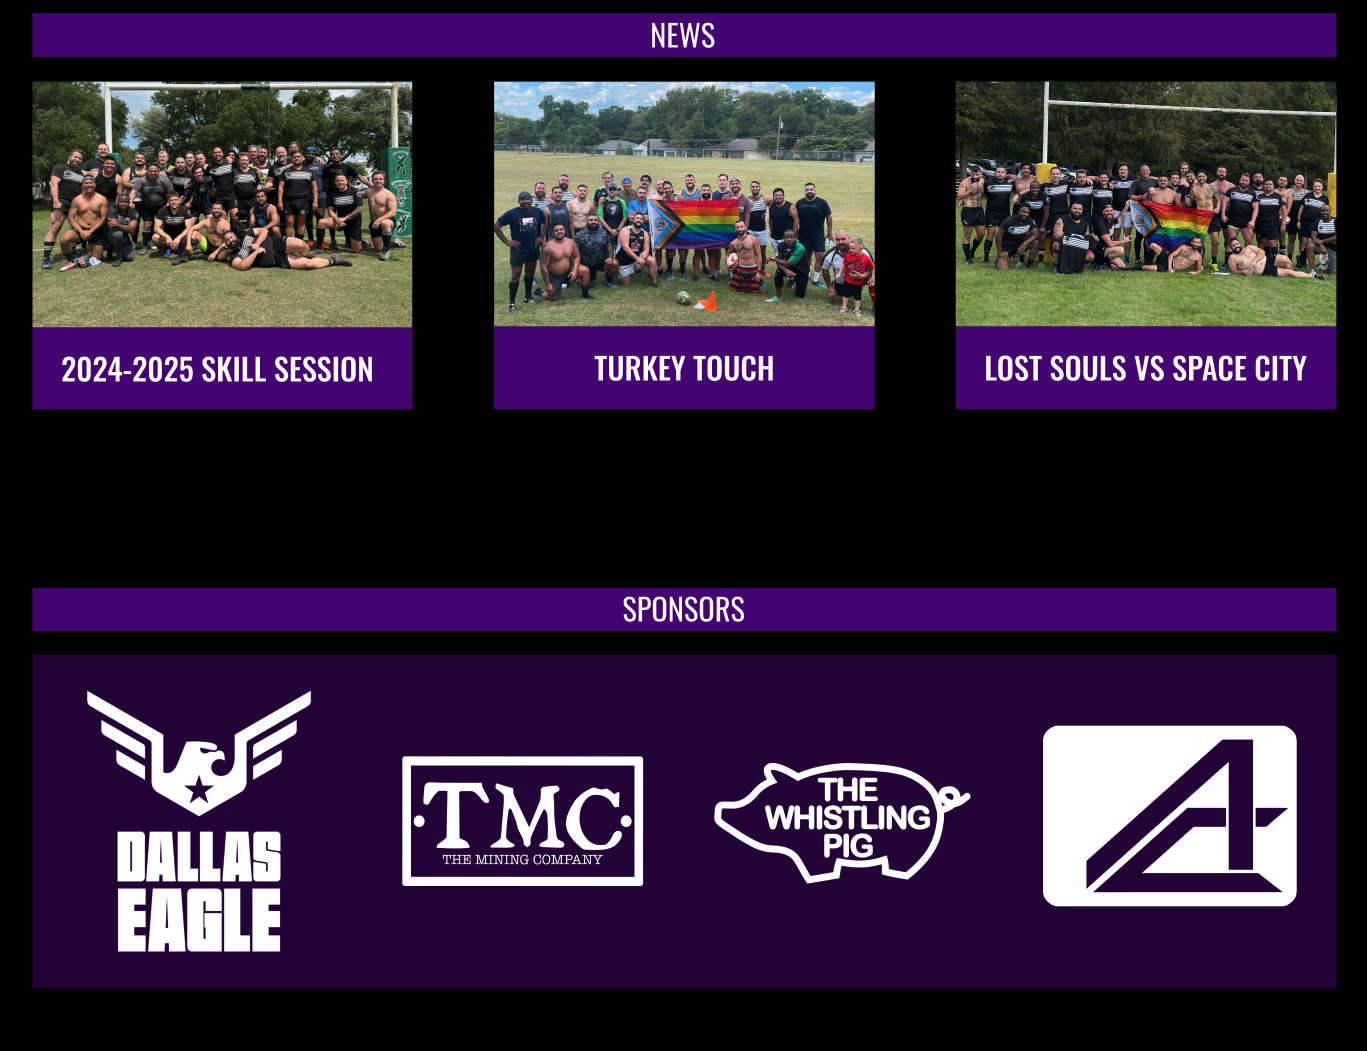 NEWS
2024-2025 SKILL SESSION
TURKEY TOUCH
LOST SOULS VS SPACE CITY
SPONSORS
DALLAS
EAGLE
·TMC·
THE MINING COMPANY
THE
WHISTLING
PIG